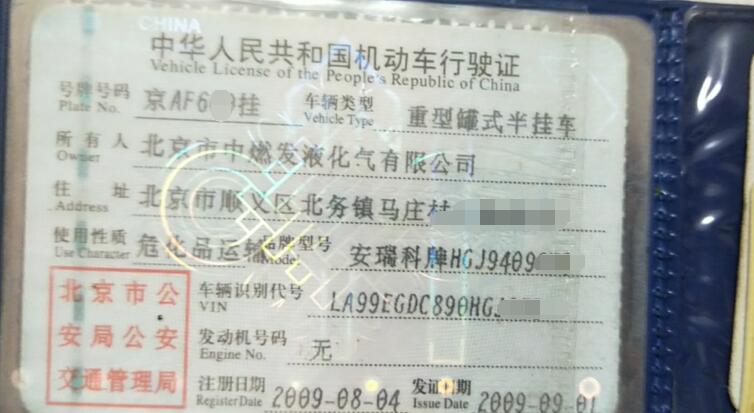 CHINA
中华人民共和国机动车行驶证
Vehicle License of the People's Republic of China
号牌号码 京AF6 挂 车辆类型 重型罐式半挂车
Plate No. Vehicle Type
所有人 北京市中燃发液化气有限公司
Owner
住址 北京市顺义区北务镇马庄村
Address
使用性质 危化品运输 品牌型号 安瑞科牌HGJ9409
Use Character Model
北京市公 车辆识别代号 LA99EGDC890HGJ
VIN
安局公安 发动机号码 无
Engine No.
交通管理局 注册日期 2009-08-04 发证日期 2009-09-01
Register Date Issue Date